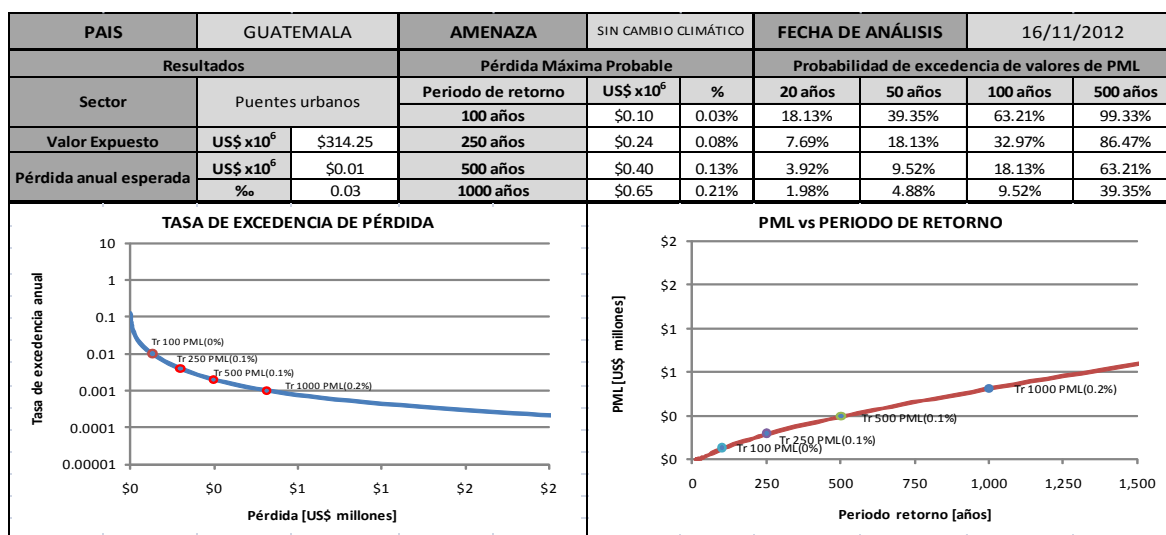 PAIS GUATEMALA AMENAZA SIN CAMBIO CLIMÁTICO FECHA DE ANÁLISIS 16/11/2012
Resultados Pérdida Máxima Probable Probabilidad de excedencia de valores de PML
Sector Puentes urbanos Periodo de retorno US$ x10⁶ % 20 años 50 años 100 años 500 años
100 años $0.10 0.03% 18.13% 39.35% 63.21% 99.33%
Valor Expuesto US$ x10⁶ $314.25 250 años $0.24 0.08% 7.69% 18.13% 32.97% 86.47%
Pérdida anual esperada US$ x10⁶ $0.01 500 años $0.40 0.13% 3.92% 9.52% 18.13% 63.21%
‰ 0.03 1000 años $0.65 0.21% 1.98% 4.88% 9.52% 39.35%
TASA DE EXCEDENCIA DE PÉRDIDA
Tasa de excedencia anual
10
1
0.1
0.01
0.001
0.0001
0.00001
Tr 100 PML(0%)
Tr 250 PML(0.1%)
Tr 500 PML(0.1%)
Tr 1000 PML(0.2%)
$0 $0 $1 $1 $2 $2
Pérdida [US$ millones]
PML vs PERIODO DE RETORNO
PML [US$ millones]
$2
$2
$1
$1
$0
$0
Tr 1000 PML(0.2%)
Tr 500 PML(0.1%)
Tr 250 PML(0.1%)
Tr 100 PML(0%)
0 250 500 750 1,000 1,250 1,500
Periodo retorno [años]